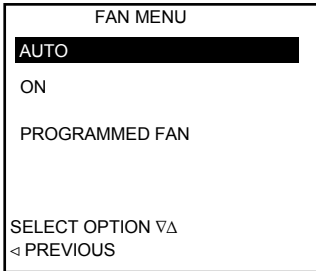 FAN MENU
AUTO
ON
PROGRAMMED FAN
SELECT OPTION ∇∆
◃ PREVIOUS